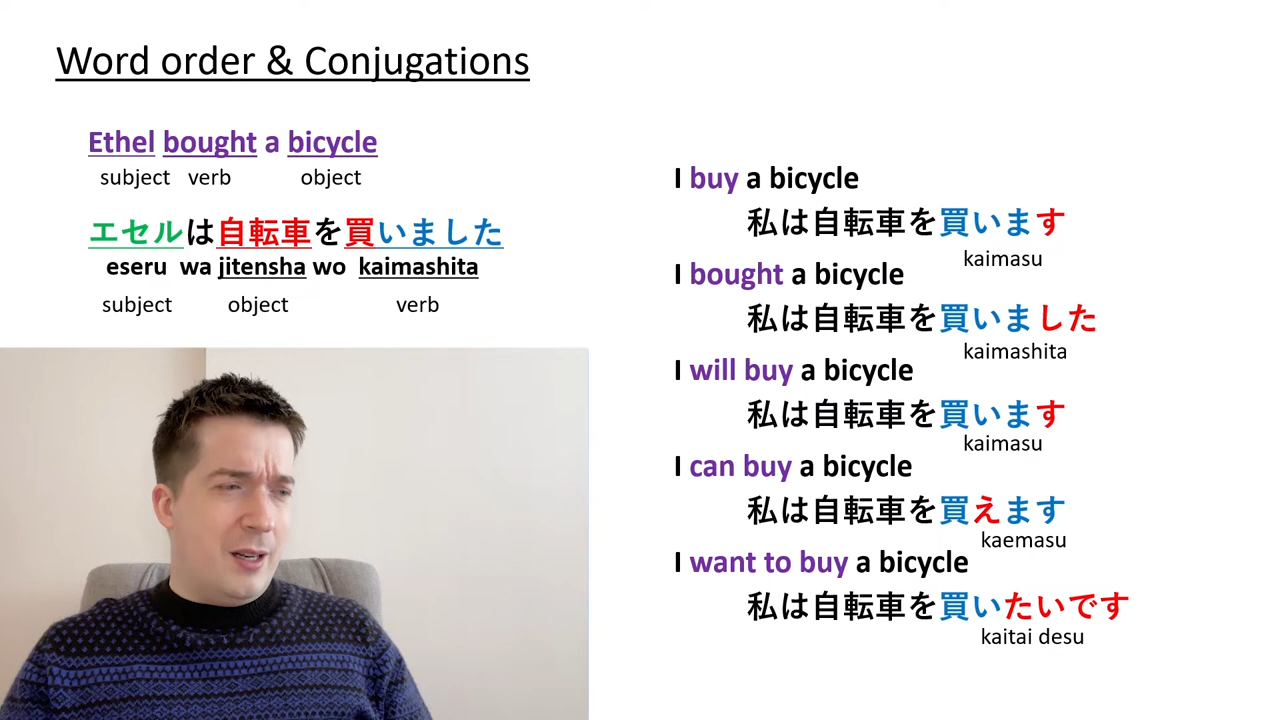 Word order & Conjugations
Ethel bought a bicycle
subject verb object
エセルは自転車を買いました
eseru wa jitensha wo kaimashita
subject object verb
I buy a bicycle
私は自転車を買います
kaimasu
I bought a bicycle
私は自転車を買いました
kaimashita
I will buy a bicycle
私は自転車を買います
kaimasu
I can buy a bicycle
私は自転車を買えます
kaemasu
I want to buy a bicycle
私は自転車を買いたいです
kaitai desu